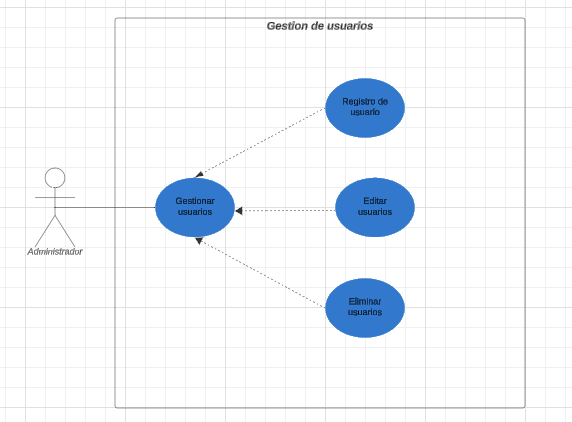 Gestion de usuarios
Registro de
usuario
Gestionar
usuarios
Editar
usuarios
Administrador
Eliminar
usuarios